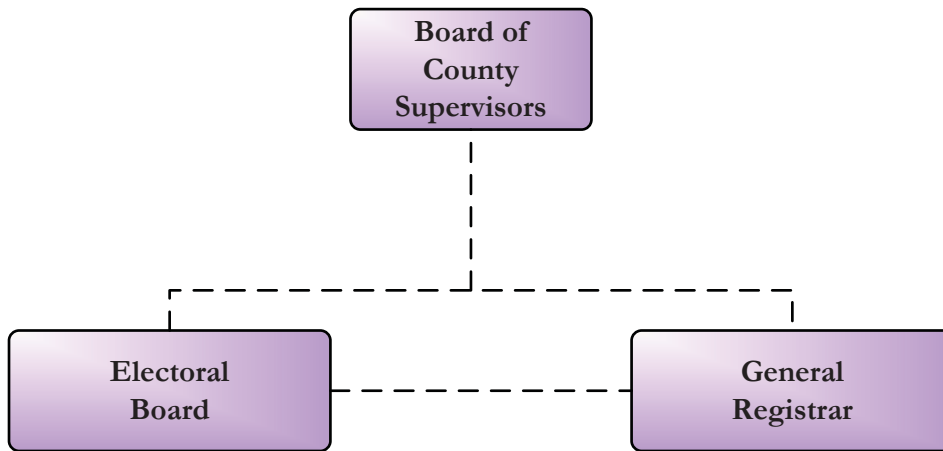 Board of
County
Supervisors
Electoral
Board
General
Registrar